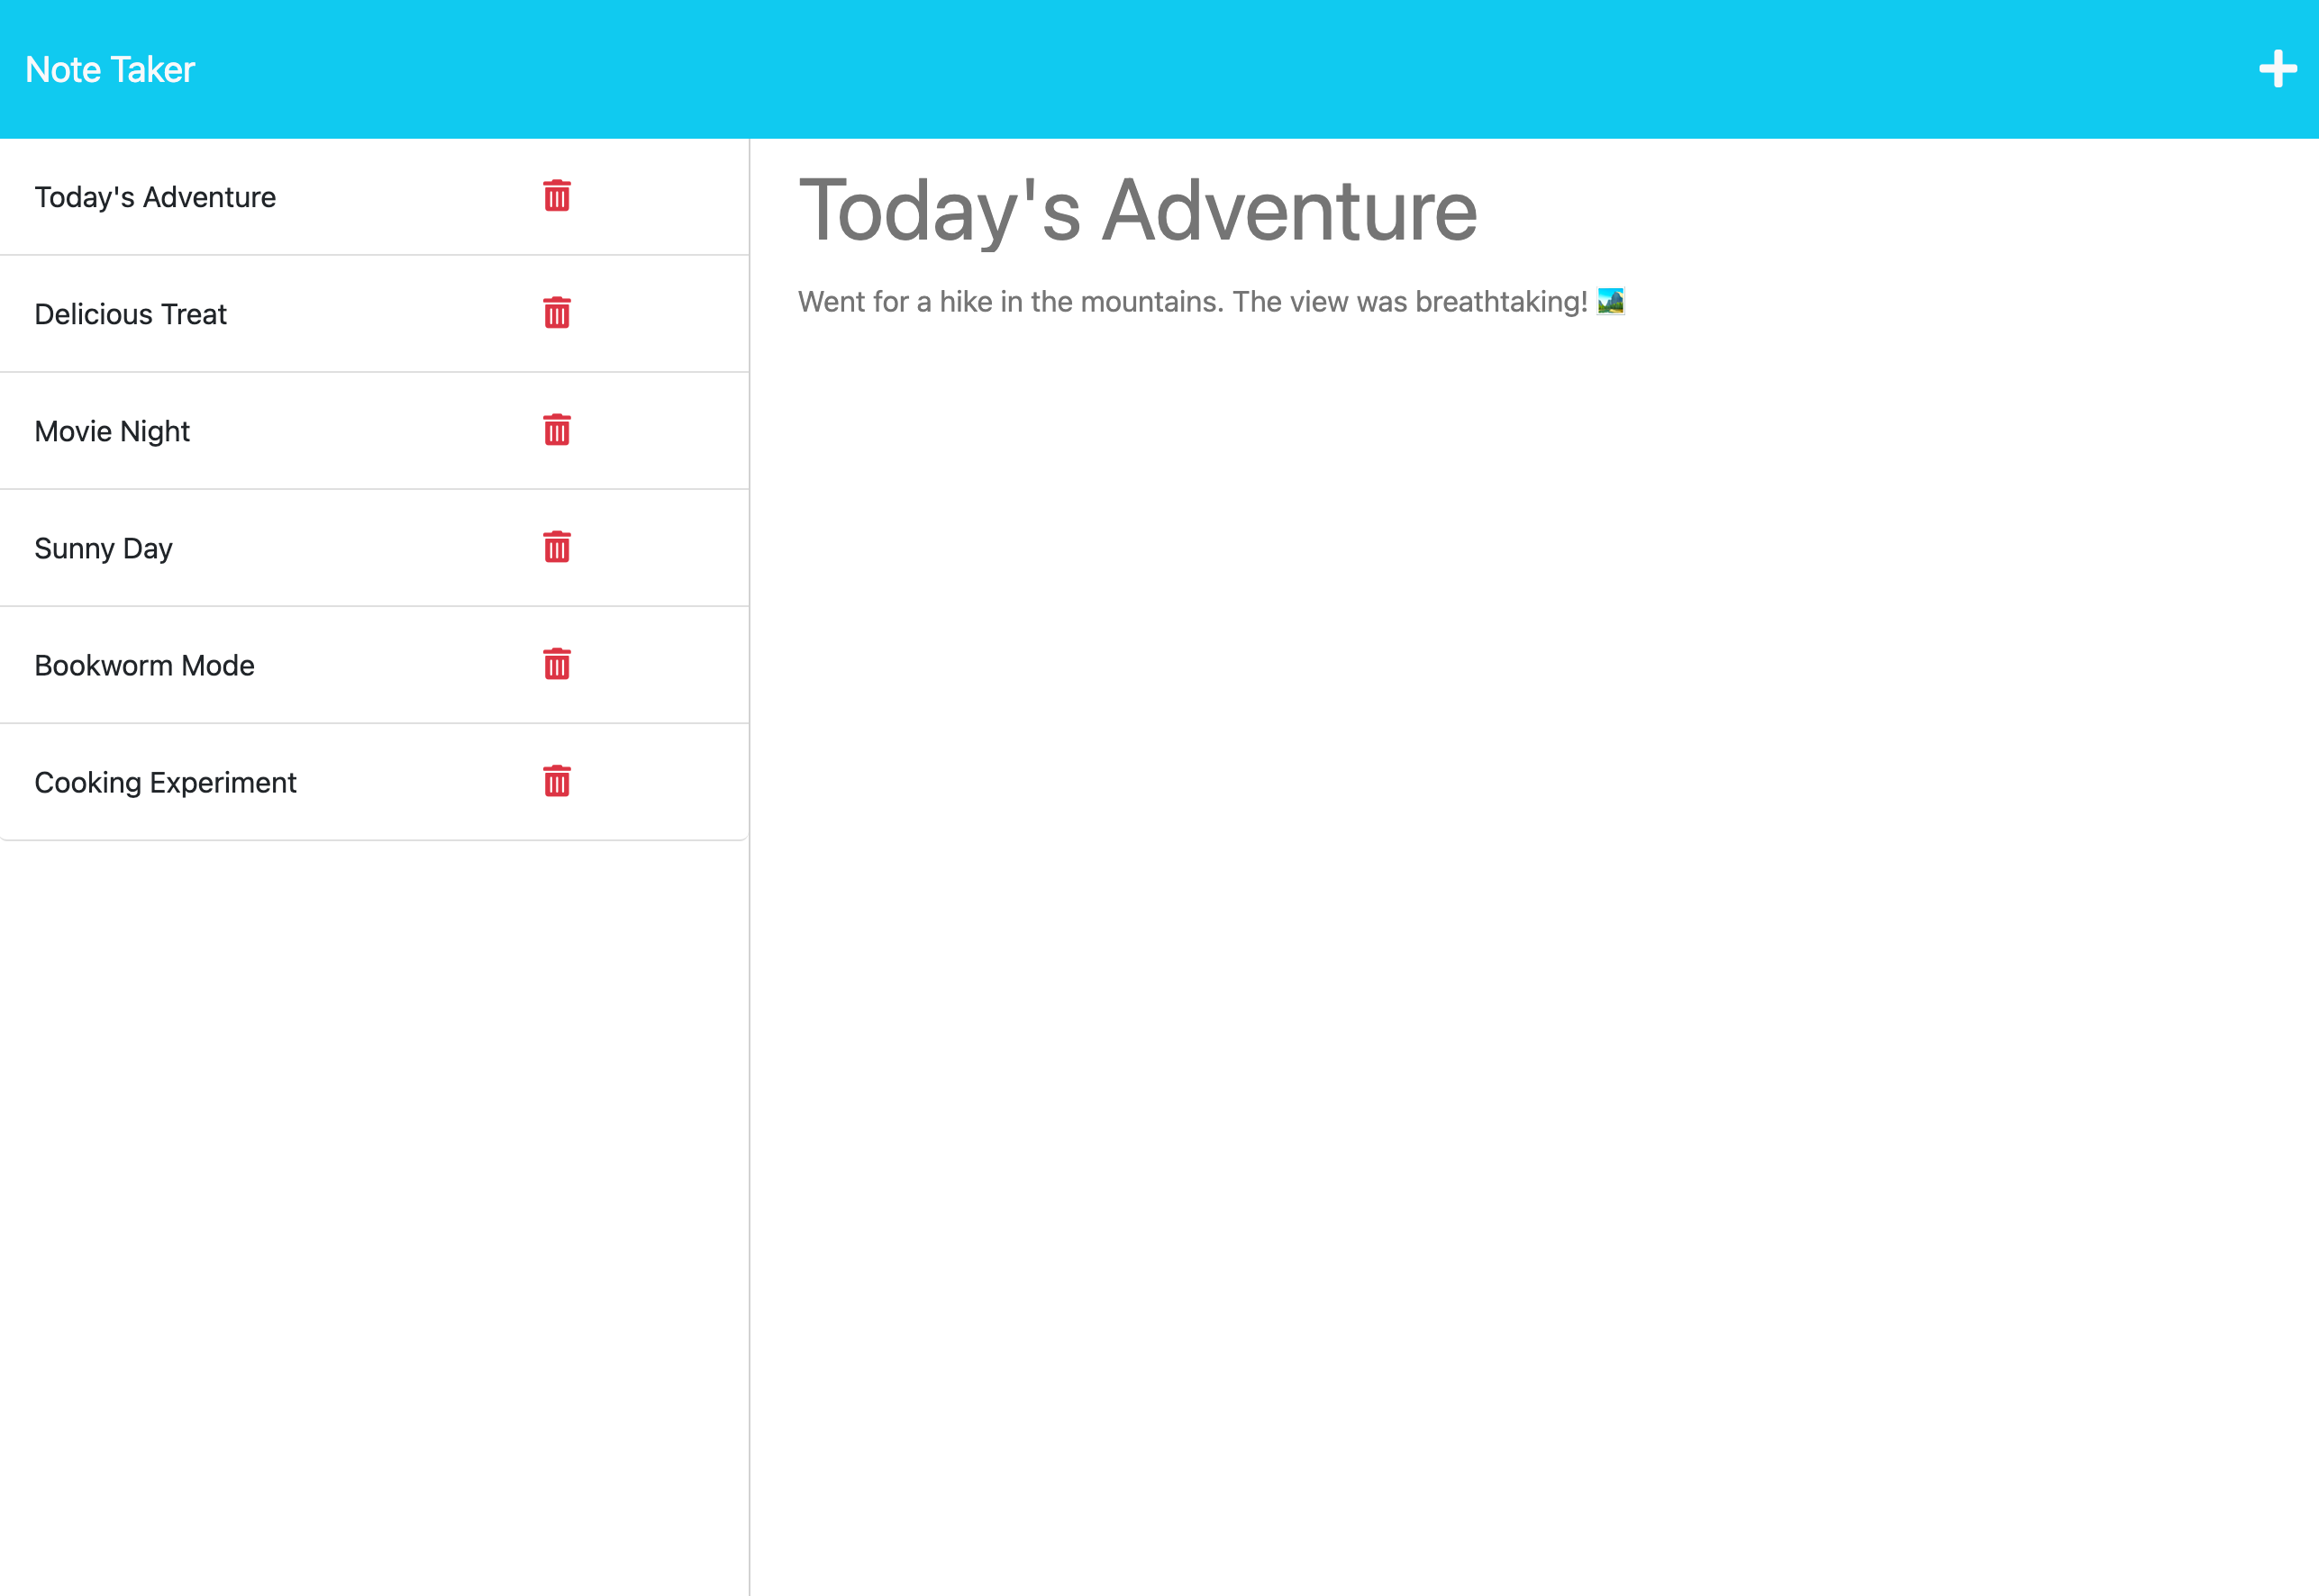 Note Taker
Today's Adventure
Delicious Treat
Movie Night
Sunny Day
Bookworm Mode
Cooking Experiment
Today's Adventure
Went for a hike in the mountains. The view was breathtaking! 🏞️